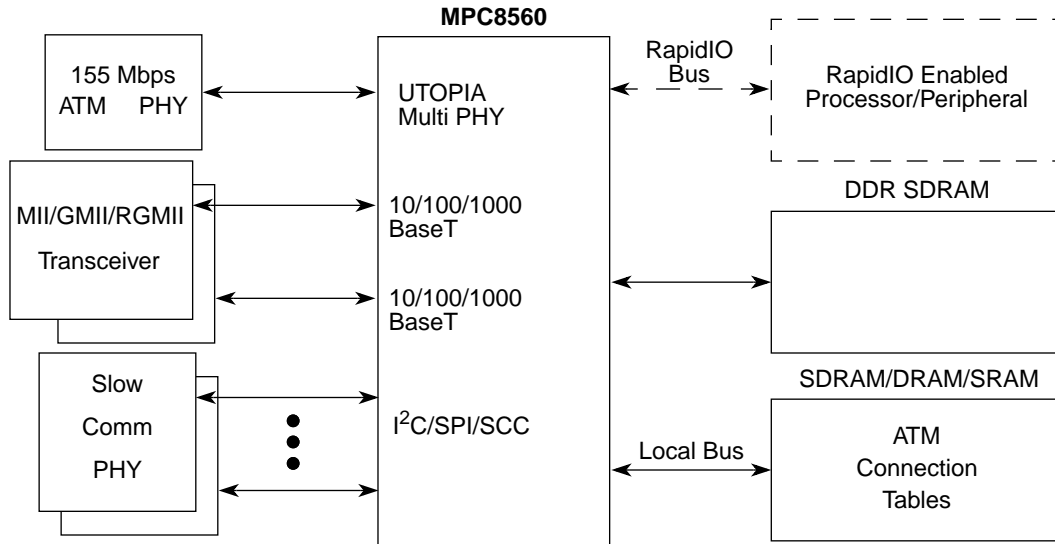 MPC8560
155 Mbps
ATM PHY
UTOPIA
Multi PHY
RapidIO
Bus
RapidIO Enabled
Processor/Peripheral
MII/GMII/RGMII
Transceiver
10/100/1000
BaseT
10/100/1000
BaseT
DDR SDRAM
Slow
Comm
PHY
I²C/SPI/SCC
Local Bus
SDRAM/DRAM/SRAM
ATM
Connection
Tables